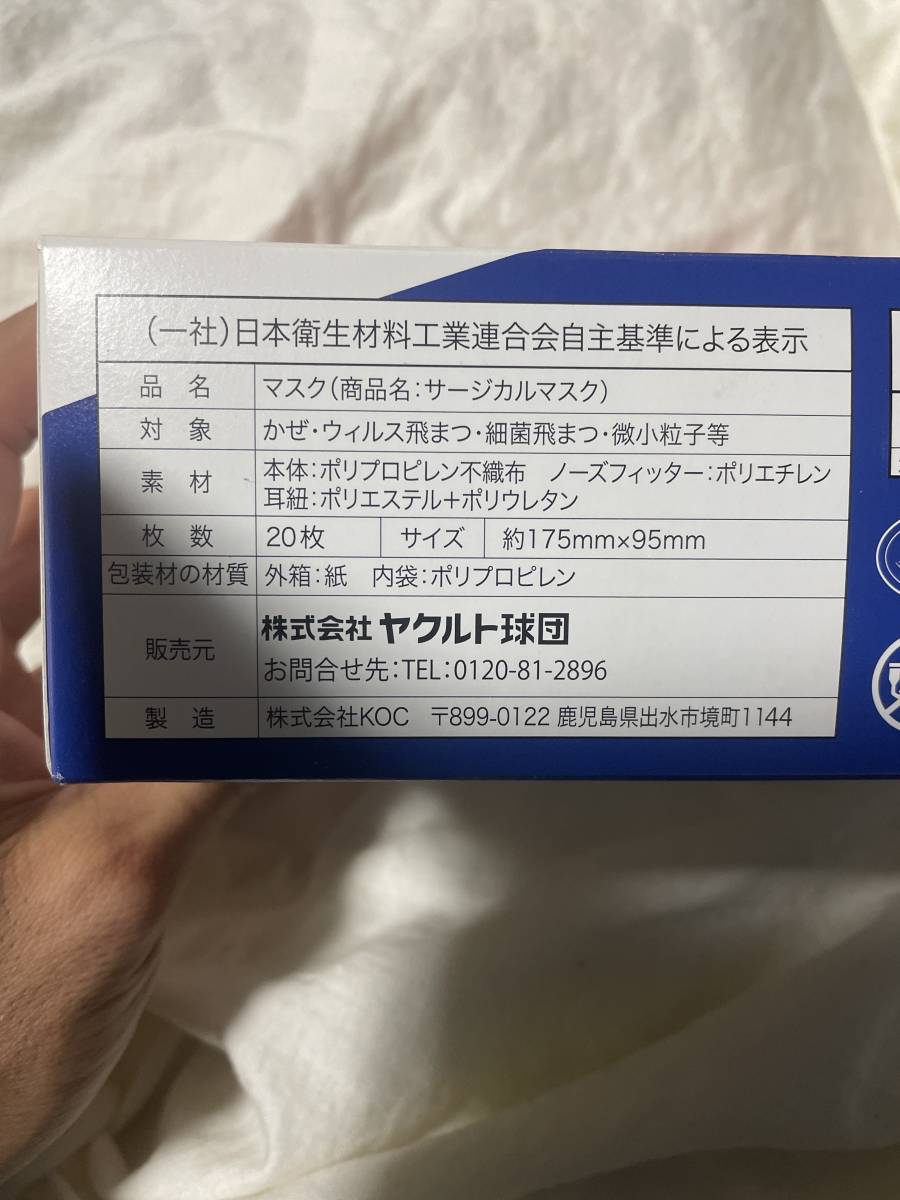 (一社)日本衛生材料工業連合会自主基準による表示
品 名 マスク(商品名:サージカルマスク)
対 象 かぜ・ウィルス飛まつ・細菌飛まつ・微小粒子等
素 材 本体:ポリプロピレン不織布 ノーズフィッター:ポリエチレン
耳紐:ポリエステル+ポリウレタン
枚 数 20枚 サイズ 約175mm×95mm
包装材の材質 外箱:紙 内袋:ポリプロピレン
販売元 株式会社ヤクルト球団
お問合せ先:TEL:0120-81-2896
製 造 株式会社KOC 〒899-0122 鹿児島県出水市境町1144